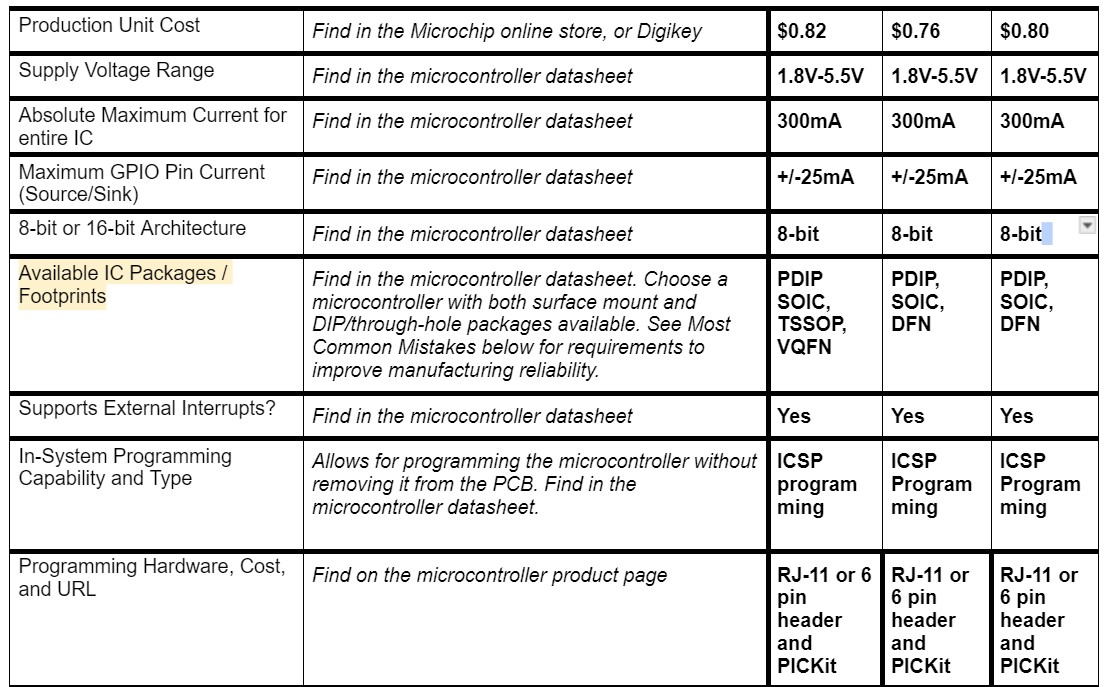 Production Unit Cost
Find in the Microchip online store, or Digikey
$0.82
$0.76
$0.80
Supply Voltage Range
Find in the microcontroller datasheet
1.8V-5.5V
1.8V-5.5V
1.8V-5.5V
Absolute Maximum Current for
entire IC
Find in the microcontroller datasheet
300mA
300mA
300mA
Maximum GPIO Pin Current
(Source/Sink)
Find in the microcontroller datasheet
+/-25mA
+/-25mA
+/-25mA
8-bit or 16-bit Architecture
Find in the microcontroller datasheet
8-bit
8-bit
8-bit
Available IC Packages /
Footprints
Find in the microcontroller datasheet. Choose a
microcontroller with both surface mount and
DIP/through-hole packages available. See Most
Common Mistakes below for requirements to
improve manufacturing reliability.
PDIP
SOIC,
TSSOP,
VQFN
PDIP,
SOIC,
DFN
PDIP,
SOIC,
DFN
Supports External Interrupts?
Find in the microcontroller datasheet
Yes
Yes
Yes
In-System Programming
Capability and Type
Allows for programming the microcontroller without
removing it from the PCB. Find in the
microcontroller datasheet.
ICSP
program
ming
ICSP
Program
ming
ICSP
Program
ming
Programming Hardware, Cost,
and URL
Find on the microcontroller product page
RJ-11 or 6
pin
header
and
PICKit
RJ-11 or
6 pin
header
and
PICKit
RJ-11 or
6 pin
header
and
PICKit